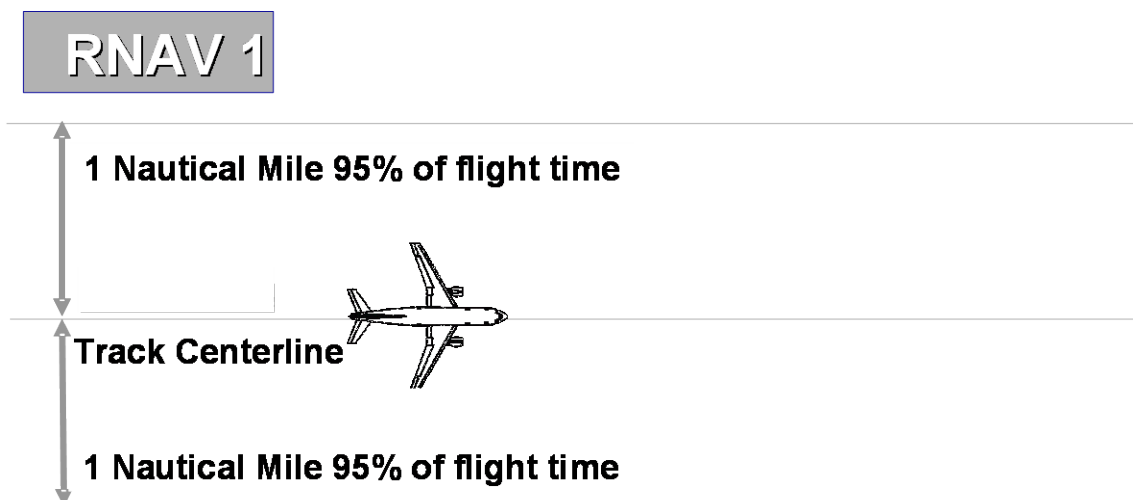 RNAV 1
1 Nautical Mile 95% of flight time
Track Centerline
1 Nautical Mile 95% of flight time